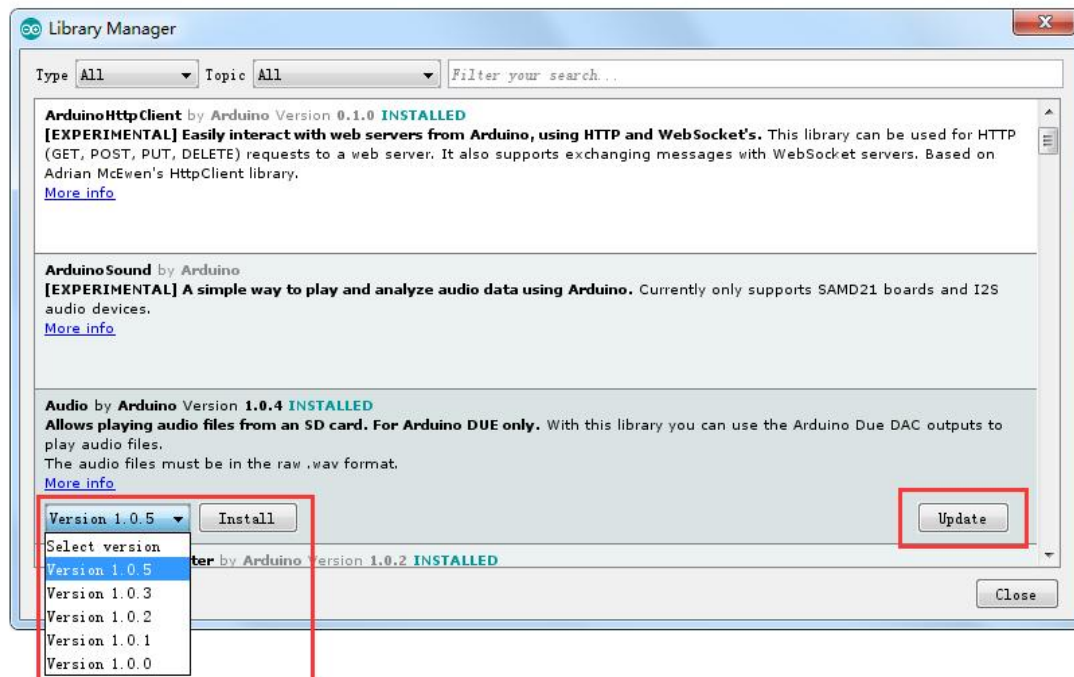 Library Manager
Type All Topic All Filter your search...
ArduinoHttpClient by Arduino Version 0.1.0 INSTALLED
[EXPERIMENTAL] Easily interact with web servers from Arduino, using HTTP and WebSocket's. This library can be used for HTTP
(GET, POST, PUT, DELETE) requests to a web server. It also supports exchanging messages with WebSocket servers. Based on
Adrian McEwen's HttpClient library.
More info
ArduinoSound by Arduino
[EXPERIMENTAL] A simple way to play and analyze audio data using Arduino. Currently only supports SAMD21 boards and I2S
audio devices.
More info
Audio by Arduino Version 1.0.4 INSTALLED
Allows playing audio files from an SD card. For Arduino DUE only. With this library you can use the Arduino Due DAC outputs to
play audio files.
The audio files must be in the raw .wav format.
More info
Version 1.0.5 Install Update
Select version
ter by Arduino Version 1.0.2 INSTALLED
Version 1.0.5
Version 1.0.3 Close
Version 1.0.2
Version 1.0.1
Version 1.0.0